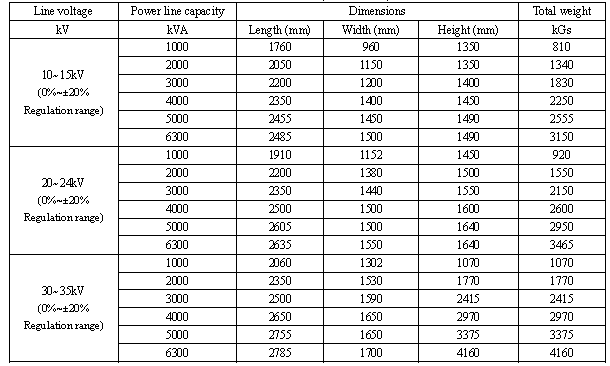 Line voltage Power line capacity Dimensions Total weight
kV kVA Length (mm) Width (mm) Height (mm) kGs
10~15kV
(0%~±20%
Regulation range)
1000 1760 960 1350 810
2000 2050 1150 1350 1340
3000 2200 1200 1400 1830
4000 2350 1400 1450 2250
5000 2455 1450 1490 2555
6300 2485 1500 1490 3150
20~24kV
(0%~±20%
Regulation range)
1000 1910 1152 1450 920
2000 2200 1380 1500 1550
3000 2350 1440 1550 2150
4000 2500 1500 1600 2600
5000 2605 1500 1640 2950
6300 2635 1550 1640 3465
30~35kV
(0%~±20%
Regulation range)
1000 2060 1302 1070 1070
2000 2350 1530 1770 1770
3000 2500 1590 2415 2415
4000 2650 1650 2970 2970
5000 2755 1650 3375 3375
6300 2785 1700 4160 4160